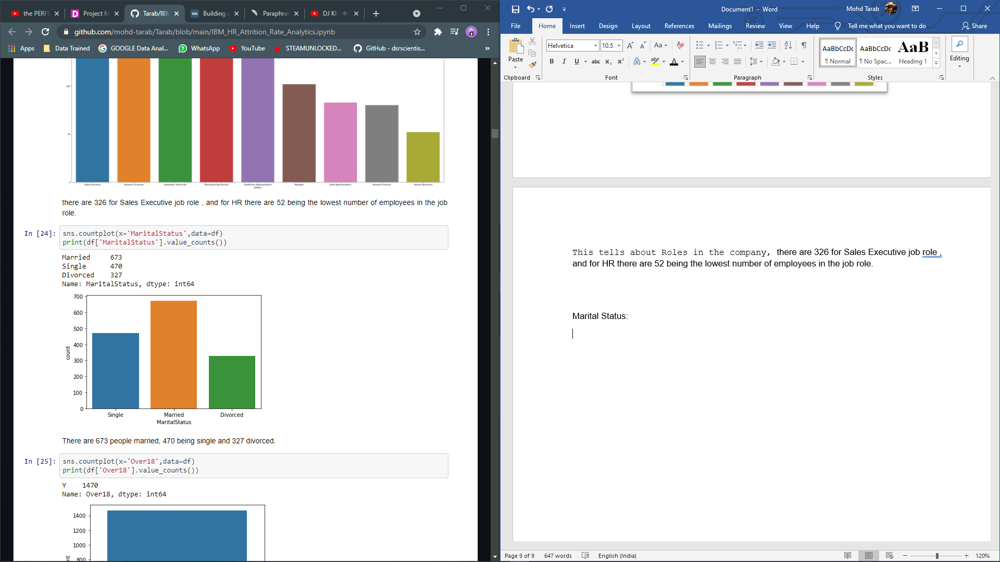 the PERF
Project M
Tarab/IBM
tds
Building a
Paraphras
DJ Kh
github.com/mohd-tarab/Tarab/blob/main/IBM_HR_Attrition_Rate_Analytics.ipynb
Apps
Data Trained
GOOGLE Data Anal...
WhatsApp
YouTube
STEAMUNLOCKED...
GitHub - dsrscientis...
»
50
0
Sales Executive
Research Scientist
Laboratory Technician
Manufacturing Director
Healthcare Representative
Manager
Sales Representative
Research Director
Human Resources
JobRole
there are 326 for Sales Executive job role , and for HR there are 52 being the lowest number of employees in the job
role.
In [24]:
sns.countplot(x='MaritalStatus',data=df)
print(df['MaritalStatus'].value_counts())
Married 673
Single 470
Divorced 327
Name: MaritalStatus, dtype: int64
700
600
500
400
300
200
100
0
count
Single
Married
Divorced
MaritalStatus
There are 673 people married, 470 being single and 327 divorced.
In [25]:
sns.countplot(x='Over18',data=df)
print(df['Over18'].value_counts())
Y 1470
Name: Over18, dtype: int64
1400
1200
1000
800
nt
Document1 - Word
Mohd Tarab
File
Home
Insert
Design
Layout
References
Mailings
Review
View
Help
Tell me what you want to do
Share
Paste
Clipboard
Helvetica
10.5
Aa
B
I
U
abc
Font
Paragraph
AaBbCcDc
¶ Normal
AaBbCcDc
¶ No Spac...
AaB
Heading 1
Styles
Editing
This tells about Roles in the company, there are 326 for Sales Executive job role ,
and for HR there are 52 being the lowest number of employees in the job role.
Marital Status:
Page 9 of 9
647 words
English (India)
120%